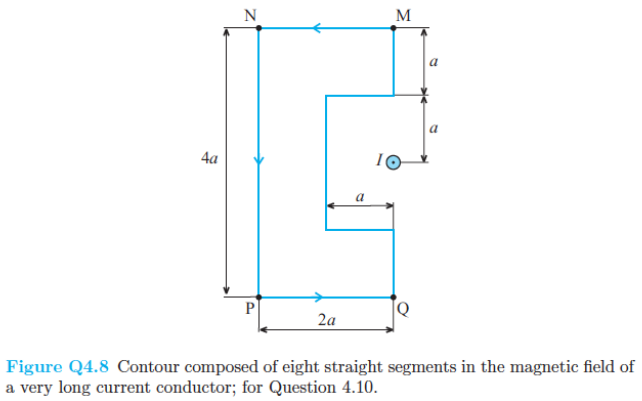 N
M
a
a
4a
I
a
P
Q
2a
Figure Q4.8 Contour composed of eight straight segments in the magnetic field of
a very long current conductor; for Question 4.10.